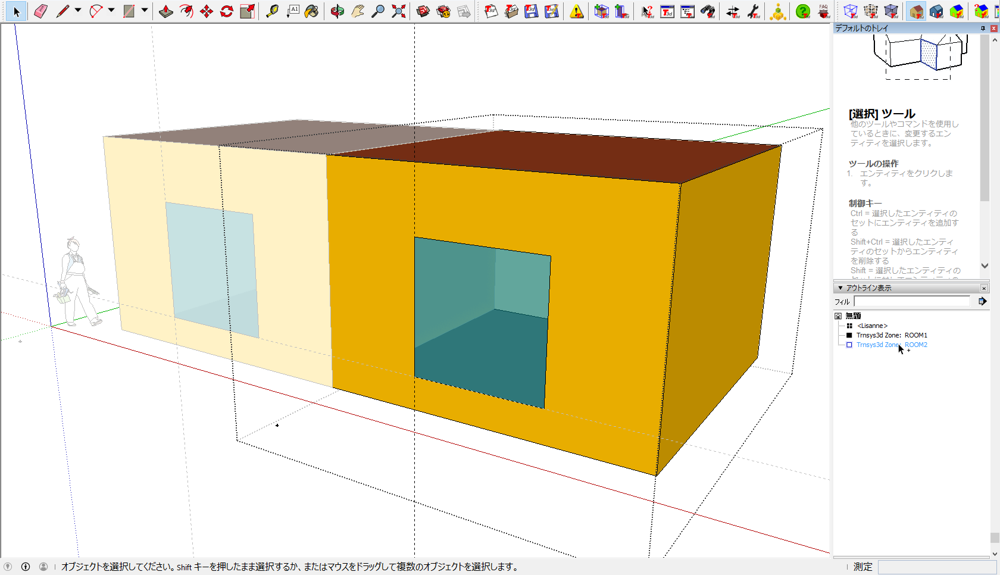 A1
T3d
T3d
T3d
T3d
T3d
FAQ
デフォルトのトレイ
[選択] ツール
他のツールやコマンドを使用し
ているときに、変更するエン
ティティを選択します。
ツールの操作
1. エンティティをクリクしま
す。
制御キー
Ctrl = 選択したエンティティの
セットにエンティティを追加す
る
Shift+Ctrl = 選択したエンティ
ティのセットからエンティティ
を削除する
Shift = 選択したエンティティの
アウトライン表示
フィル
無題
<Lisanne>
Trnsys3d Zone: ROOM1
Trnsys3d Zone: ROOM2
オブジェクトを選択してください。Shift キーを押したまま選択するか、またはマウスをドラッグして複数のオブジェクトを選択します。
測定